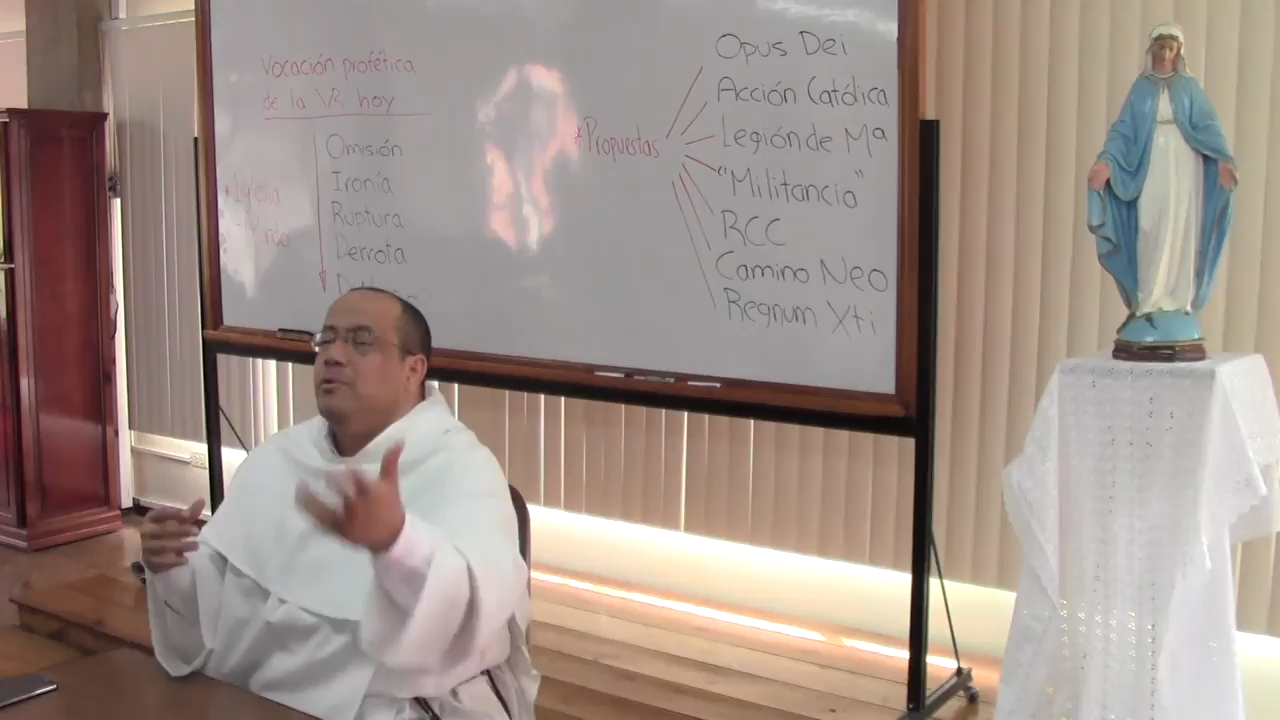 Vocación profética
de la VR hoy
Omisión
Ironía
Ruptura
Derrota
* Iglesia
* Propuestas
Opus Dei
Acción Católica
Legión de Mª
"Militancia"
RCC
Camino Neo
Regnum Xti